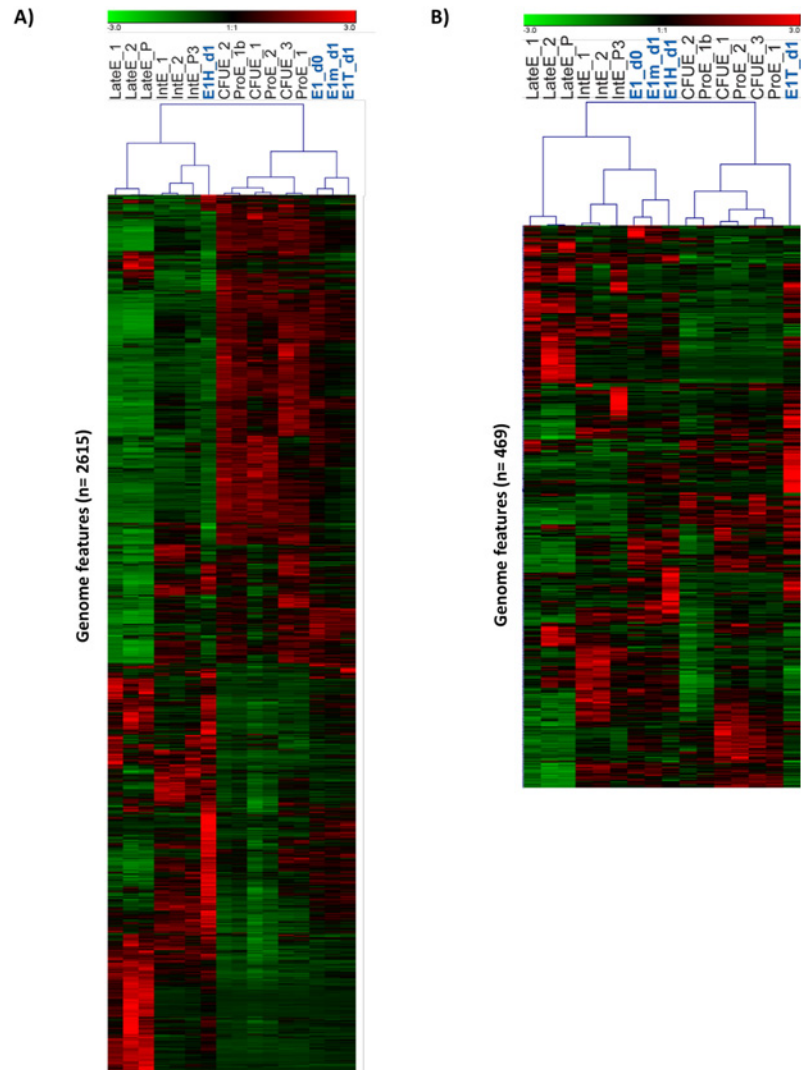 A)
-3.0 1:1 3.0
LateE_1
LateE_2
LateE_P
IntE_1
IntE_2
IntE_P3
E1H_d1
CFUE_2
ProE_1b
CFUE_1
ProE_2
CFUE_3
ProE_1
E1_d0
E1m_d1
E1T_d1
Genome features (n= 2615)
B)
-3.0 1:1 3.0
LateE_1
LateE_2
LateE_P
IntE_1
IntE_2
IntE_P3
E1_d0
E1m_d1
E1H_d1
CFUE_2
ProE_1b
CFUE_1
ProE_2
CFUE_3
ProE_1
E1T_d1
Genome features (n= 469)